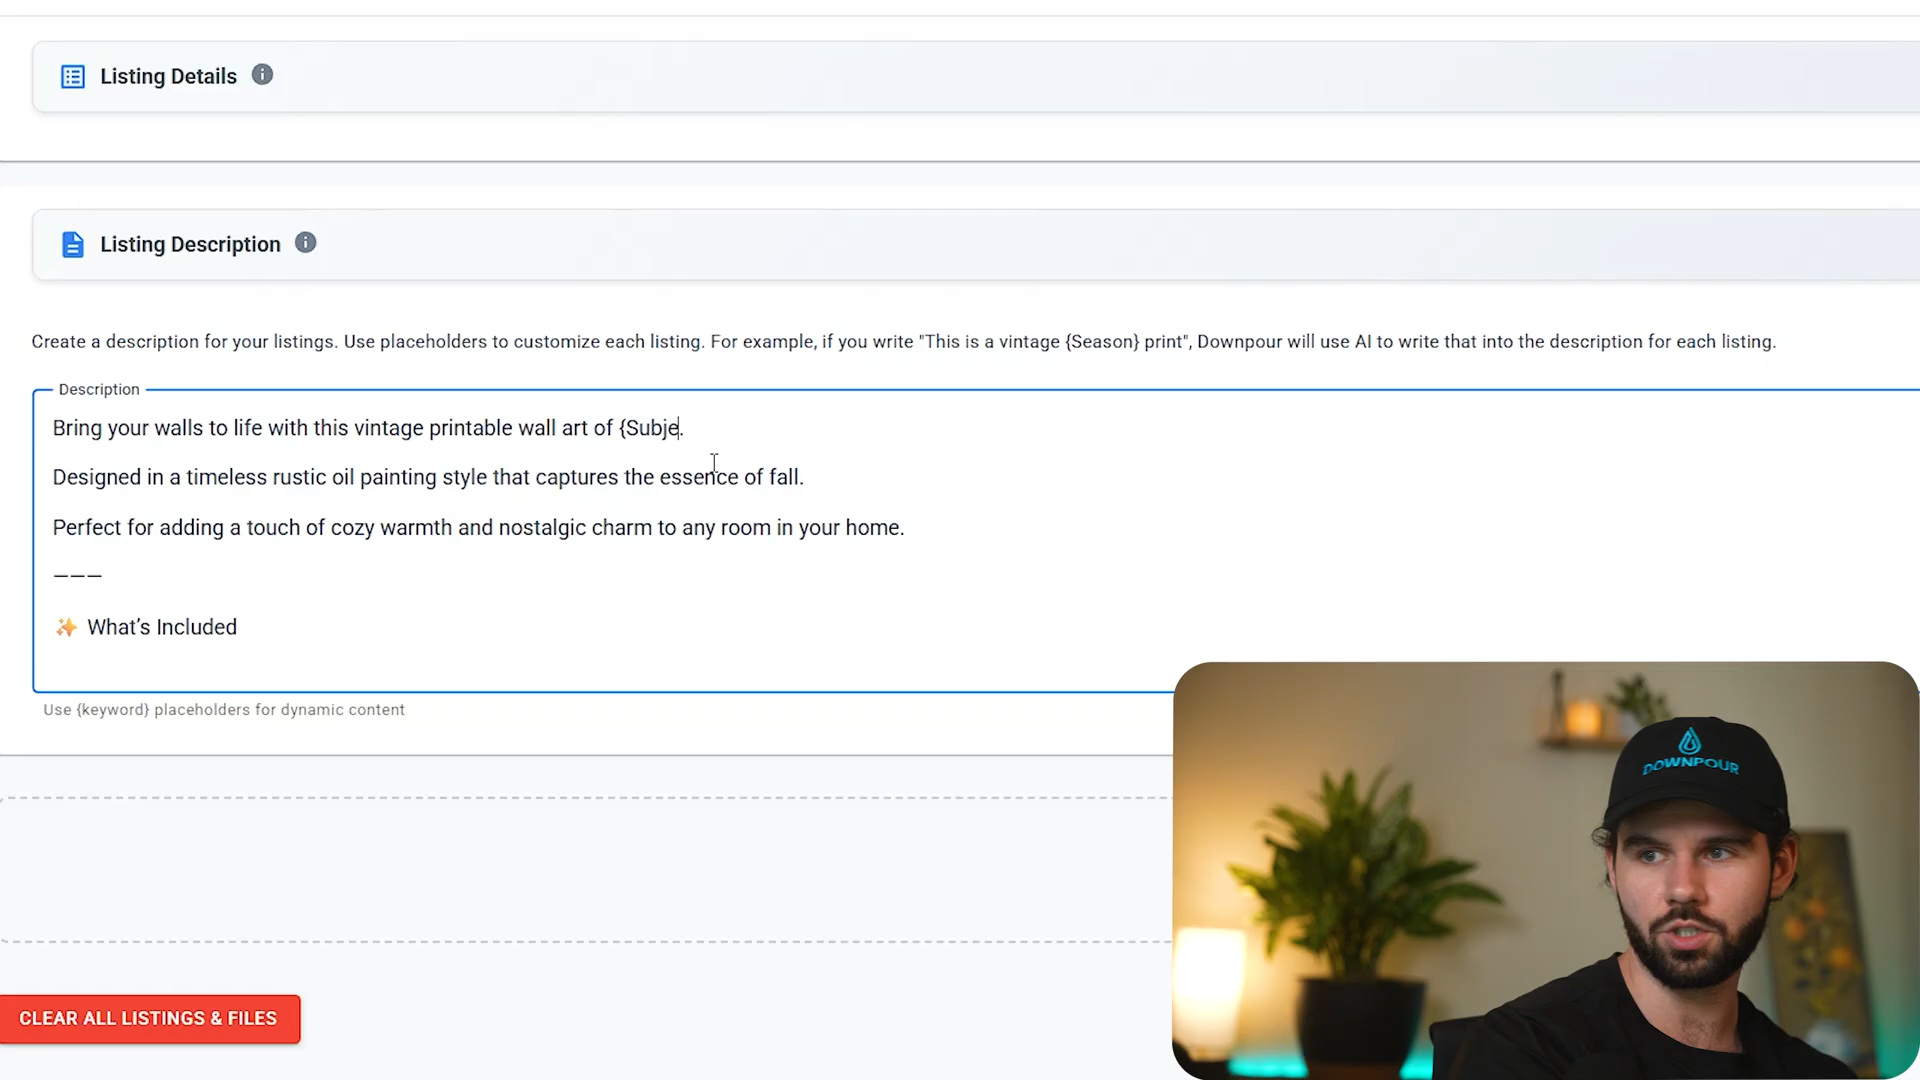 Listing Details
Listing Description
Create a description for your listings. Use placeholders to customize each listing. For example, if you write "This is a vintage {Season} print", Downpour will use AI to write that into the description for each listing.
Description
Bring your walls to life with this vintage printable wall art of {Subje.
Designed in a timeless rustic oil painting style that captures the essence of fall.
Perfect for adding a touch of cozy warmth and nostalgic charm to any room in your home.
———
✨ What’s Included
Use {keyword} placeholders for dynamic content
DOWNPOUR
CLEAR ALL LISTINGS & FILES